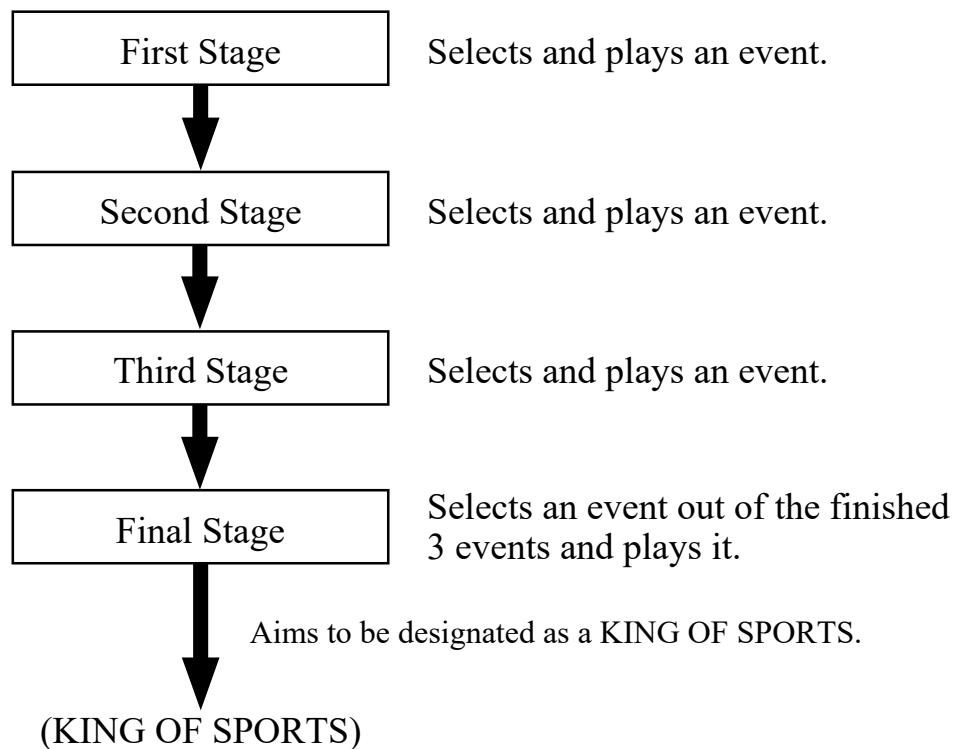 First Stage
Selects and plays an event.
Second Stage
Selects and plays an event.
Third Stage
Selects and plays an event.
Final Stage
Selects an event out of the finished
3 events and plays it.
Aims to be designated as a KING OF SPORTS.
(KING OF SPORTS)